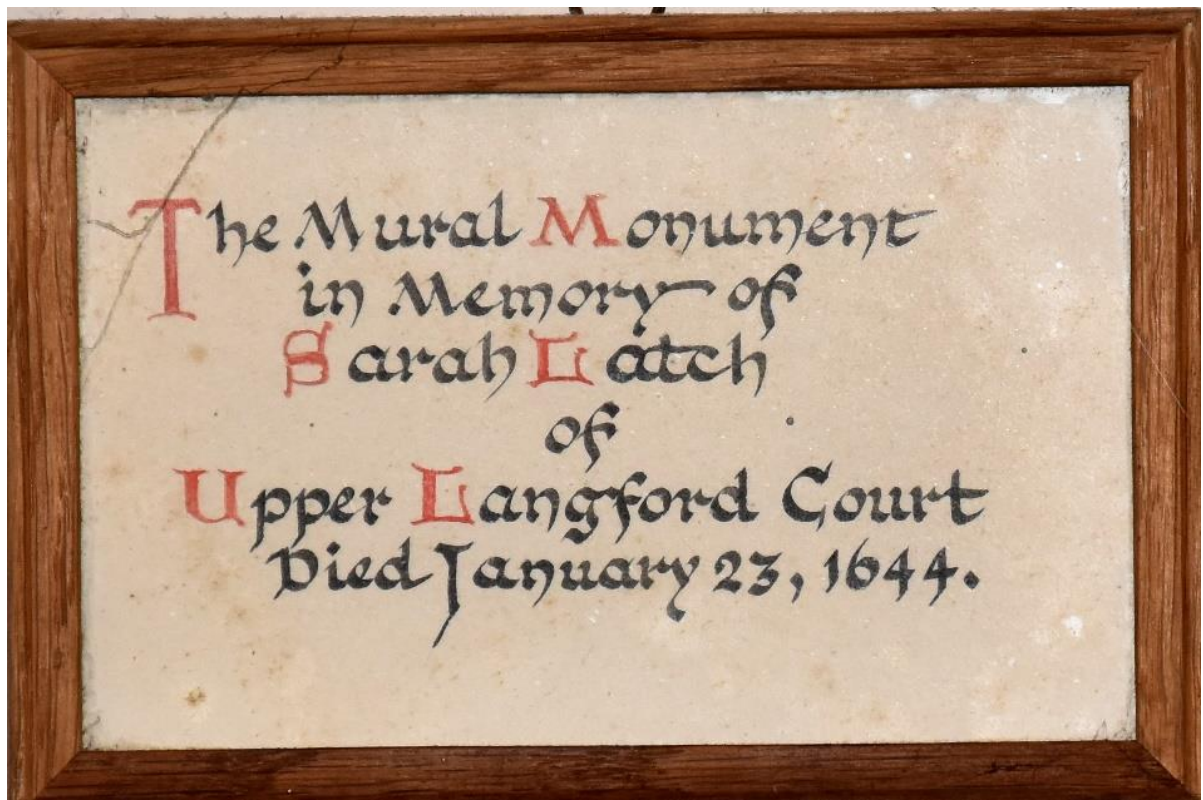 The Mural Monument
in Memory of
Sarah Latch
of
Upper Langford Court
Died January 23, 1644.